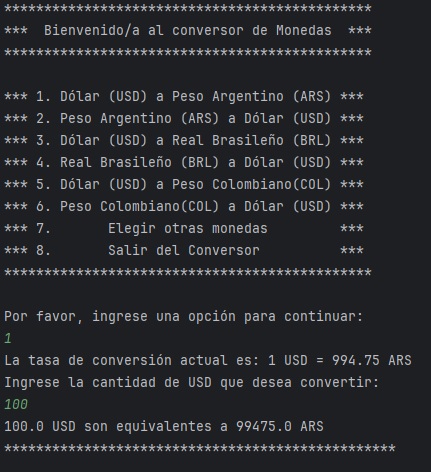 **********************************************
***  Bienvenido/a al conversor de Monedas  ***
**********************************************
*** 1. Dólar (USD) a Peso Argentino (ARS) ***
*** 2. Peso Argentino (ARS) a Dólar (USD) ***
*** 3. Dólar (USD) a Real Brasileño (BRL) ***
*** 4. Real Brasileño (BRL) a Dólar (USD) ***
*** 5. Dólar (USD) a Peso Colombiano(COL) ***
*** 6. Peso Colombiano(COL) a Dólar (USD) ***
*** 7.       Elegir otras monedas         ***
*** 8.       Salir del Conversor          ***
**********************************************
Por favor, ingrese una opción para continuar:
1
La tasa de conversión actual es: 1 USD = 994.75 ARS
Ingrese la cantidad de USD que desea convertir:
100
100.0 USD son equivalentes a 99475.0 ARS
*************************************************